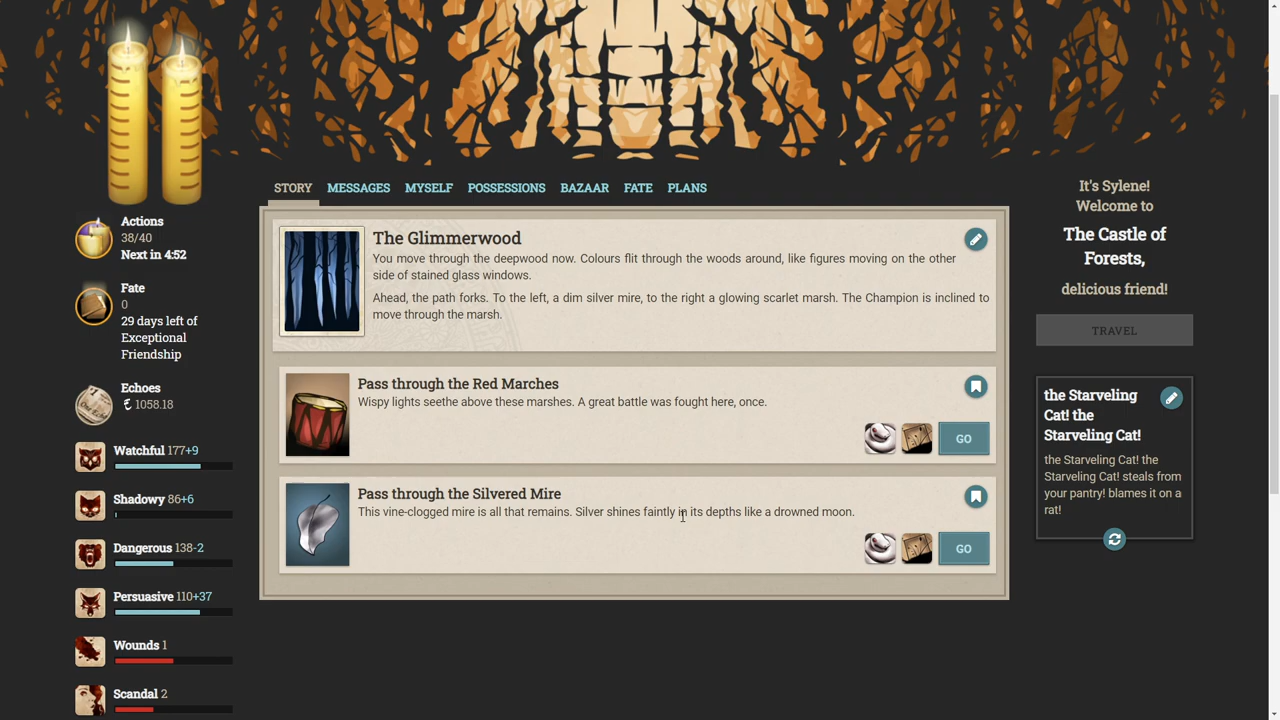 STORY MESSAGES MYSELF POSSESSIONS BAZAAR FATE PLANS
Actions
38/40
Next in 4:52
Fate
0
29 days left of
Exceptional
Friendship
Echoes
1058.18
Watchful 177+9
Shadowy 86+6
Dangerous 138-2
Persuasive 110+37
Wounds 1
Scandal 2
The Glimmerwood
You move through the deepwood now. Colours flit through the woods around, like figures moving on the other
side of stained glass windows.
Ahead, the path forks. To the left, a dim silver mire, to the right a glowing scarlet marsh. The Champion is inclined to
move through the marsh.
Pass through the Red Marches
Wispy lights seethe above these marshes. A great battle was fought here, once.
GO
Pass through the Silvered Mire
This vine-clogged mire is all that remains. Silver shines faintly in its depths like a drowned moon.
GO
It's Sylene!
Welcome to
The Castle of
Forests,
delicious friend!
TRAVEL
the Starveling
Cat! the
Starveling Cat!
the Starveling Cat! the
Starveling Cat! steals from
your pantry! blames it on a
rat!